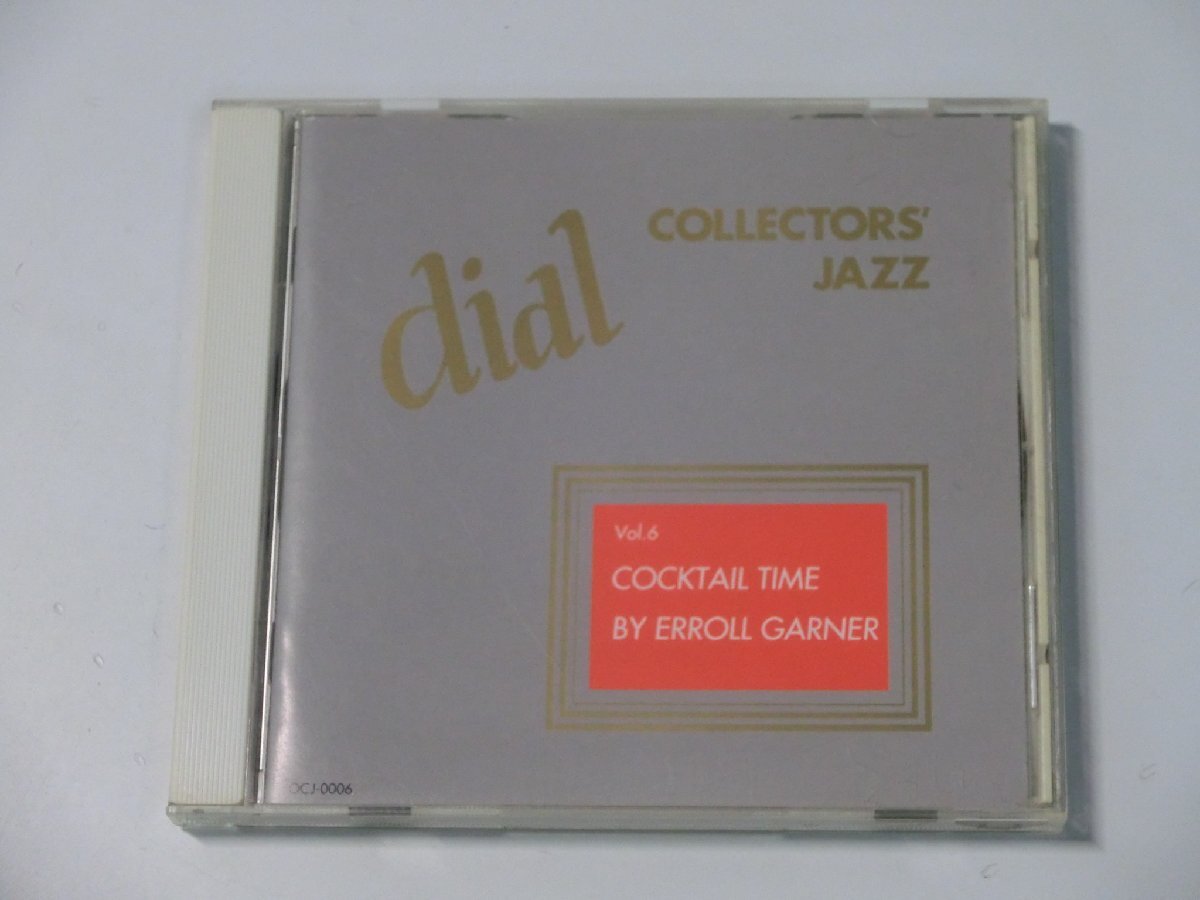 dial
COLLECTORS'
JAZZ
Vol.6
COCKTAIL TIME
BY ERROLL GARNER
OCJ-0006